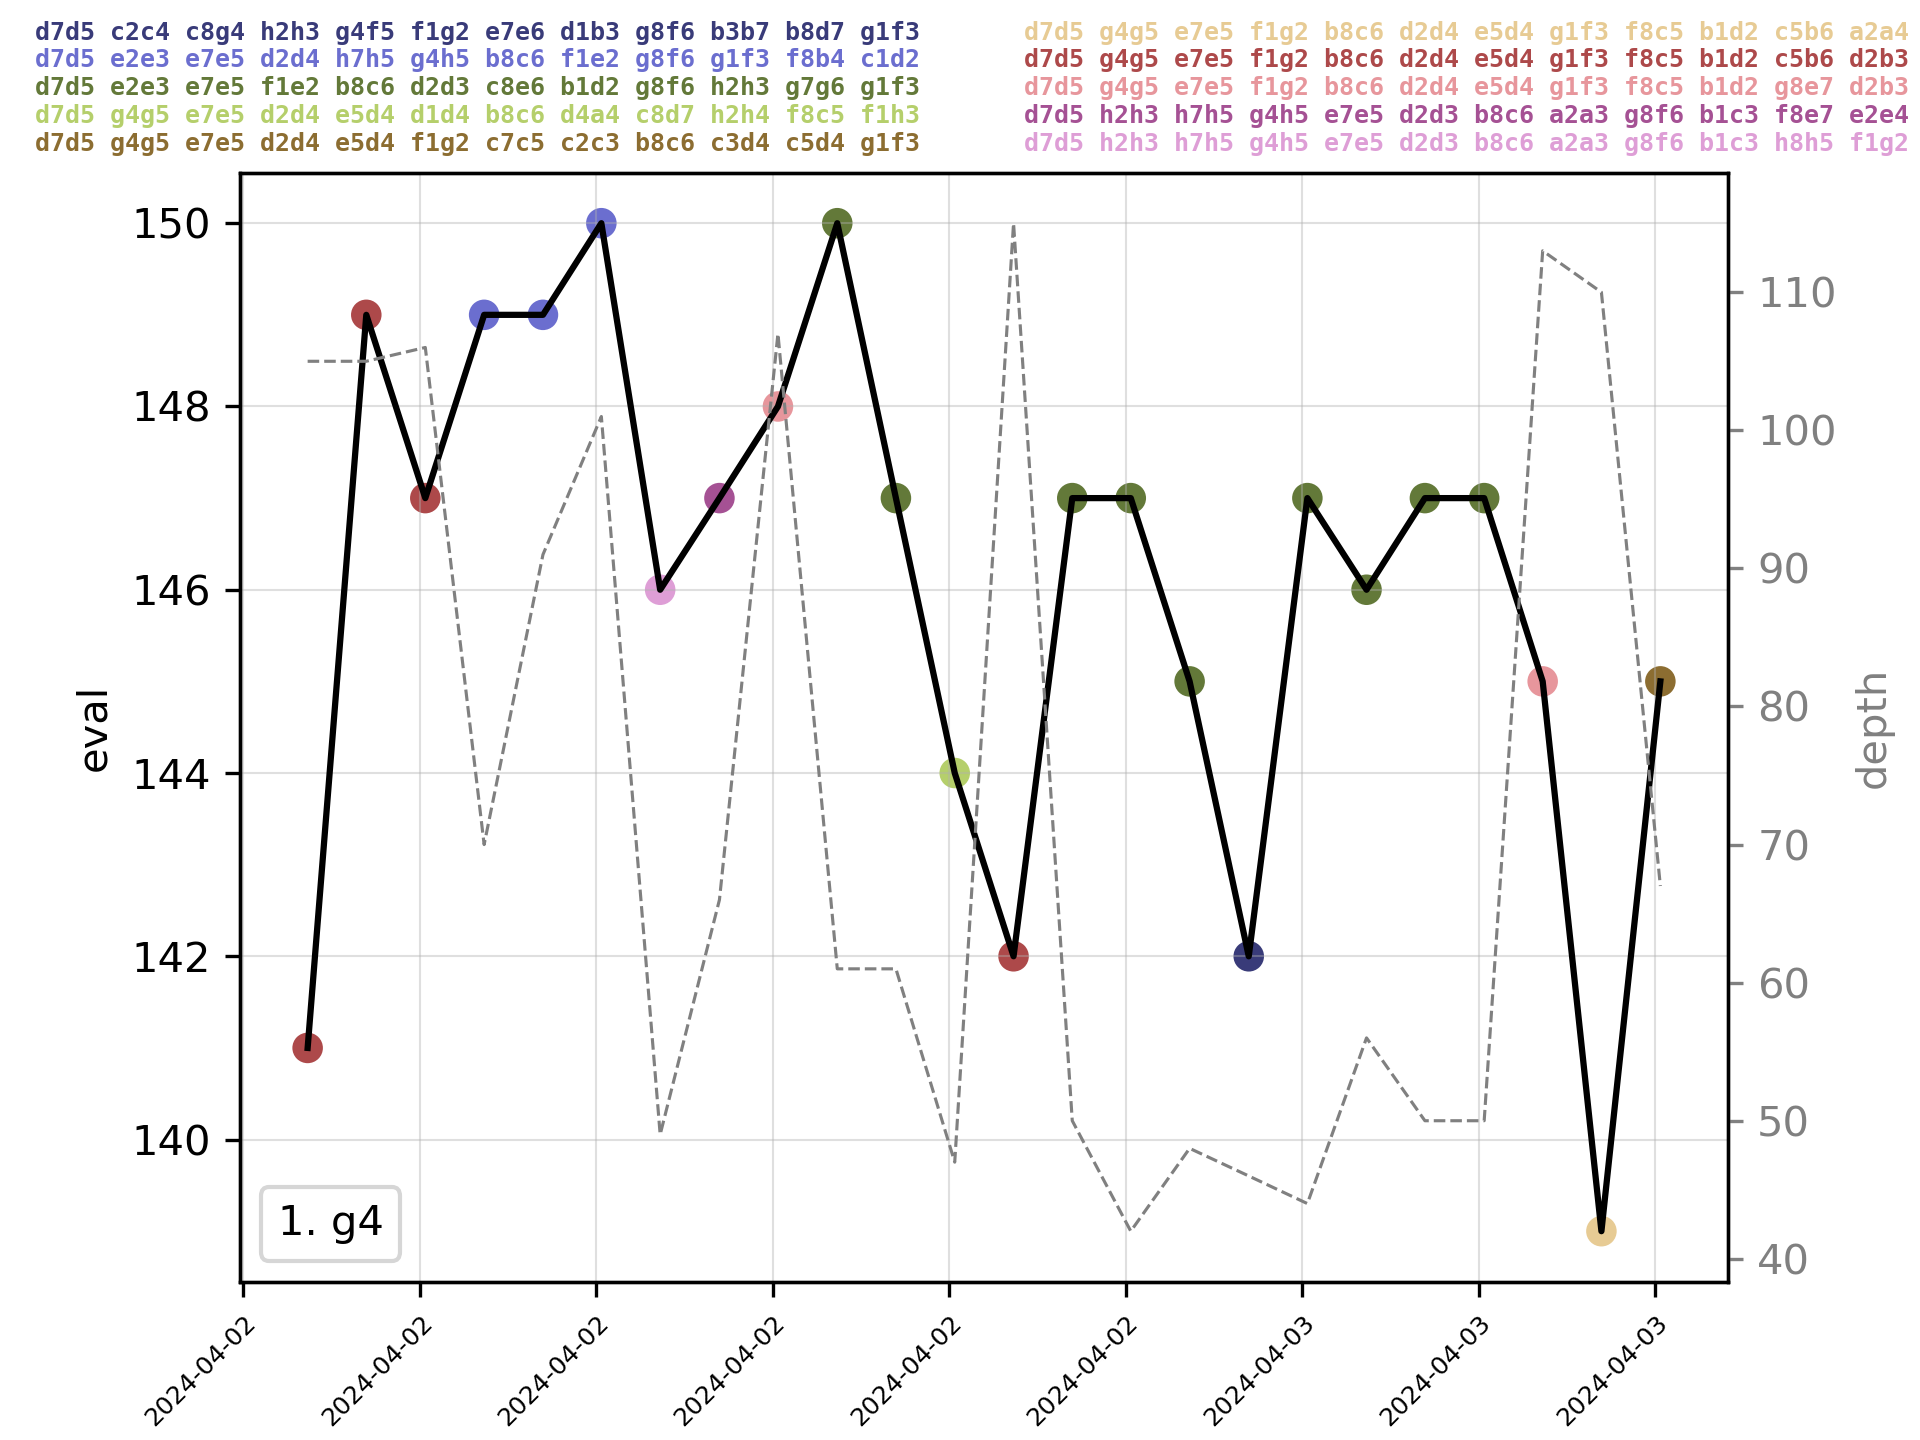 d7d5 c2c4 c8g4 h2h3 g4f5 f1g2 e7e6 d1b3 g8f6 b3b7 b8d7 g1f3
d7d5 e2e3 e7e5 d2d4 h7h5 g4h5 b8c6 f1e2 g8f6 g1f3 f8b4 c1d2
d7d5 e2e3 e7e5 f1e2 b8c6 d2d3 c8e6 b1d2 g8f6 h2h3 g7g6 g1f3
d7d5 g4g5 e7e5 d2d4 e5d4 d1d4 b8c6 d4a4 c8d7 h2h4 f8c5 f1h3
d7d5 g4g5 e7e5 d2d4 e5d4 f1g2 c7c5 c2c3 b8c6 c3d4 c5d4 g1f3
d7d5 g4g5 e7e5 f1g2 b8c6 d2d4 e5d4 g1f3 f8c5 b1d2 c5b6 a2a4
d7d5 g4g5 e7e5 f1g2 b8c6 d2d4 e5d4 g1f3 f8c5 b1d2 c5b6 d2b3
d7d5 g4g5 e7e5 f1g2 b8c6 d2d4 e5d4 g1f3 f8c5 b1d2 g8e7 d2b3
d7d5 h2h3 h7h5 g4h5 e7e5 d2d3 b8c6 a2a3 g8f6 b1c3 f8e7 e2e4
d7d5 h2h3 h7h5 g4h5 e7e5 d2d3 b8c6 a2a3 g8f6 b1c3 h8h5 f1g2
150
148
146
144
142
140
eval
110
100
90
80
70
60
50
40
depth
1. g4
2024-04-02
2024-04-02
2024-04-02
2024-04-02
2024-04-02
2024-04-02
2024-04-03
2024-04-03
2024-04-03